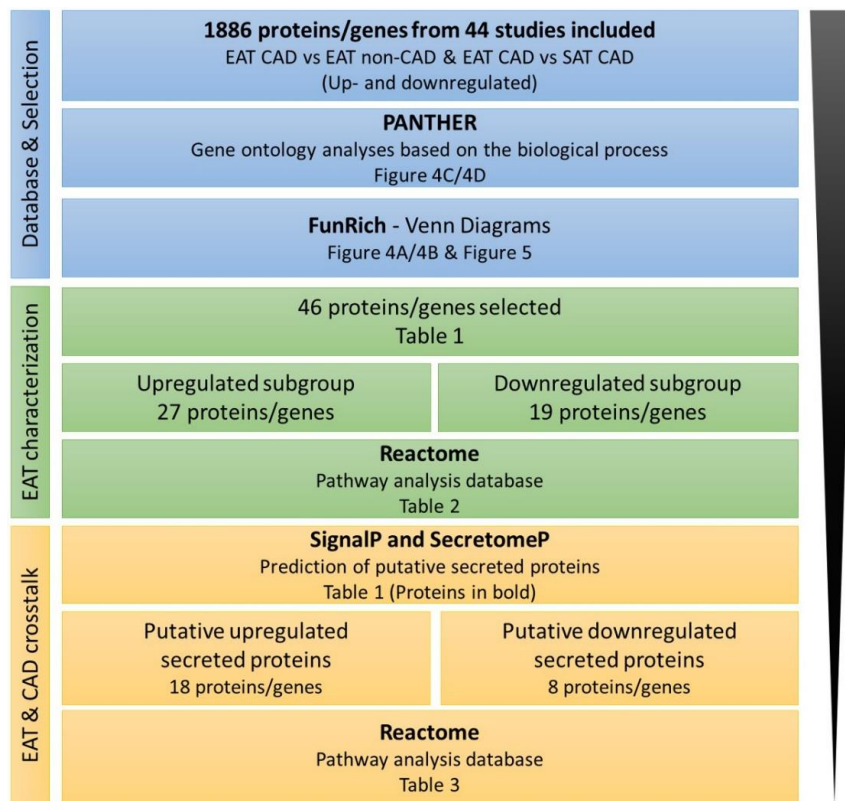 Database & Selection
1886 proteins/genes from 44 studies included
EAT CAD vs EAT non-CAD & EAT CAD vs SAT CAD
(Up- and downregulated)
PANTHER
Gene ontology analyses based on the biological process
Figure 4C/4D
FunRich - Venn Diagrams
Figure 4A/4B & Figure 5
EAT characterization
46 proteins/genes selected
Table 1
Upregulated subgroup
27 proteins/genes
Downregulated subgroup
19 proteins/genes
Reactome
Pathway analysis database
Table 2
EAT & CAD crosstalk
SignalP and SecretomeP
Prediction of putative secreted proteins
Table 1 (Proteins in bold)
Putative upregulated
secreted proteins
18 proteins/genes
Putative downregulated
secreted proteins
8 proteins/genes
Reactome
Pathway analysis database
Table 3